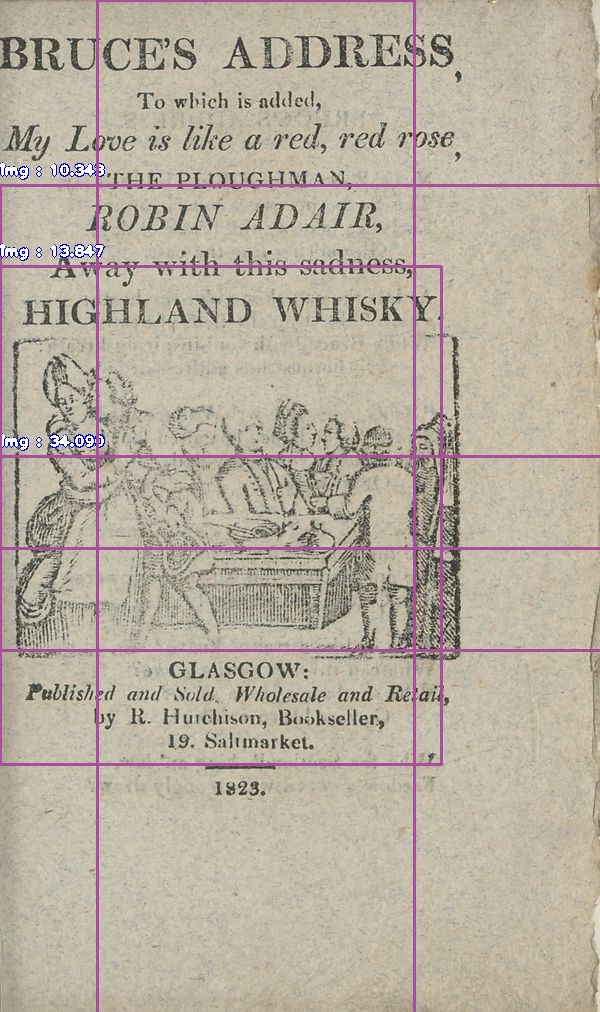 BRUCE'S ADDRESS,
To which is added,
My Love is like a red, red rose,
Img : 10.343
THE PLOUGHMAN,
ROBIN ADAIR,
Img : 13.847
Away with this sadness,
HIGHLAND WHISKY.
Img : 34.090
GLASGOW:
Published and Sold, Wholesale and Retail,
by R. Hutchison, Bookseller,
19. Saltmarket.
1823.